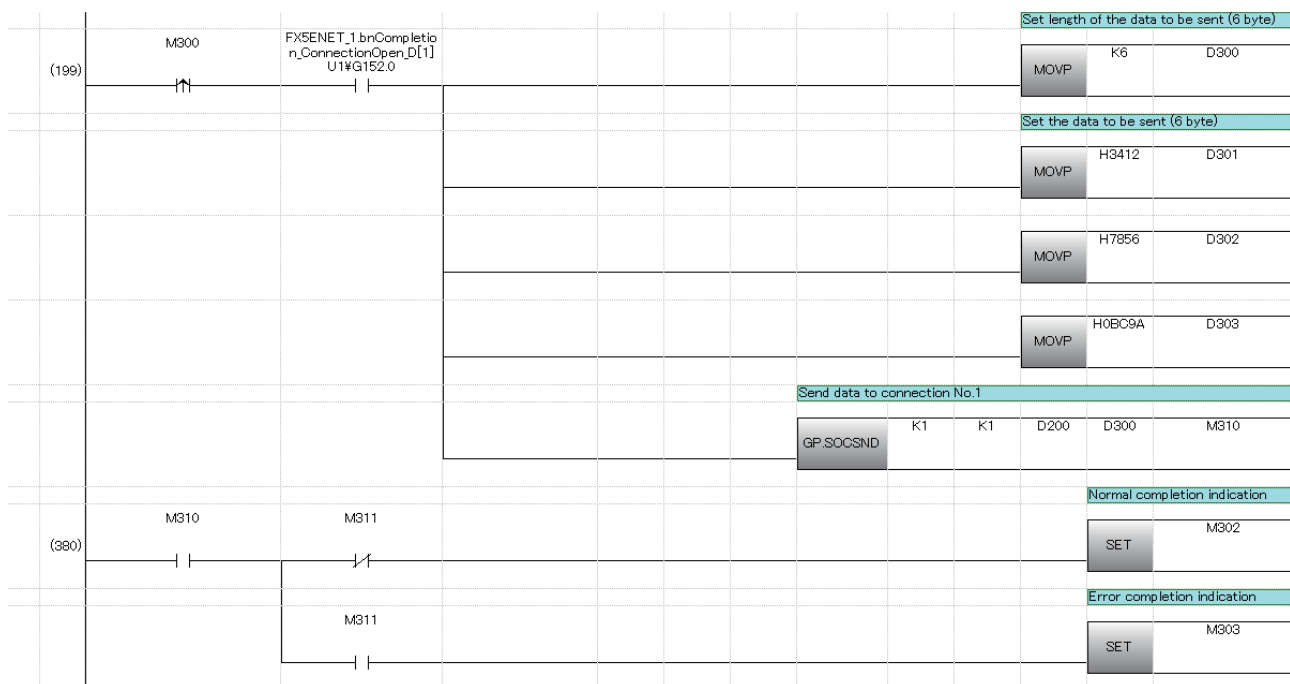 Set length of the data to be sent (6 byte)
M300
FX5ENET_1.bnCompletio
n_ConnectionOpen_D[1]
U1¥G152.0
(199)
MOVP K6 D300
Set the data to be sent (6 byte)
MOVP H3412 D301
MOVP H7856 D302
MOVP H0BC9A D303
Send data to connection No.1
GP.SOCSND K1 K1 D200 D300 M310
Normal completion indication
M310 M311
(380)
SET M302
Error completion indication
M311
SET M303